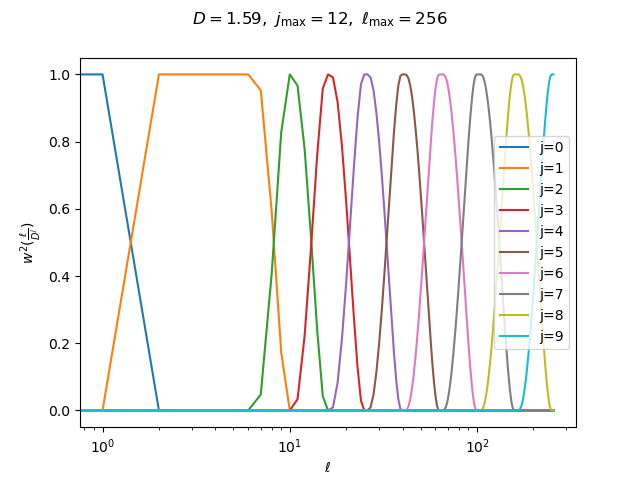 D = 1.59, j_max = 12, ℓ_max = 256
1.0
0.8
0.6
0.4
0.2
0.0
w²(ℓ/Dʲ)
10⁰
10¹
10²
ℓ
j=0
j=1
j=2
j=3
j=4
j=5
j=6
j=7
j=8
j=9